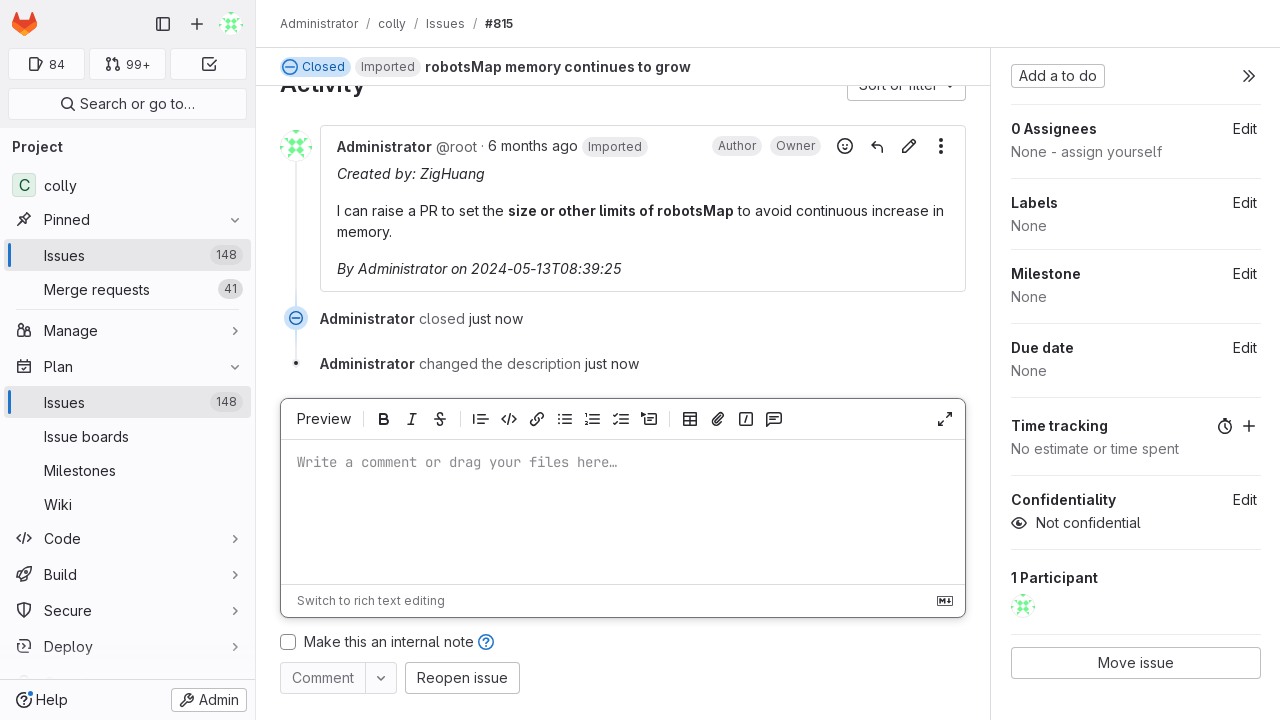 Administrator / colly / Issues / #815
84
99+
Search or go to…
Project
C colly
Pinned
Issues 148
Merge requests 41
Manage
Plan
Issues 148
Issue boards
Milestones
Wiki
Code
Build
Secure
Deploy
Help
Admin
Closed Imported robotsMap memory continues to grow
Activity
Sort or filter
Administrator @root · 6 months ago Imported
Author Owner
Created by: ZigHuang
I can raise a PR to set the size or other limits of robotsMap to avoid continuous increase in
memory.
By Administrator on 2024-05-13T08:39:25
Administrator closed just now
Administrator changed the description just now
Preview
Write a comment or drag your files here…
Switch to rich text editing
Make this an internal note
Comment
Reopen issue
Add a to do
0 Assignees Edit
None - assign yourself
Labels Edit
None
Milestone Edit
None
Due date Edit
None
Time tracking
No estimate or time spent
Confidentiality Edit
Not confidential
1 Participant
Move issue